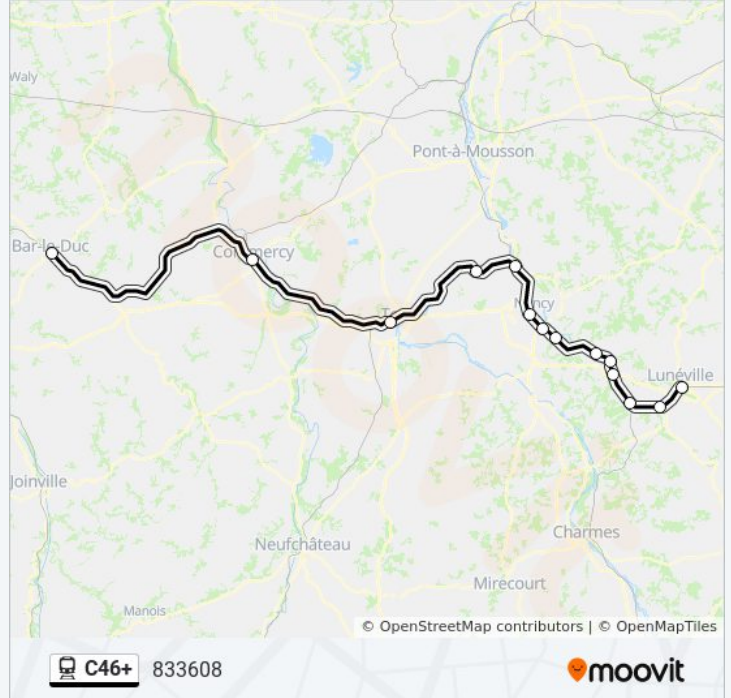 Waly
Pont-à-Mousson
Bar-le-Duc
Commercy
Nancy
Lunéville
Joinville
Charmes
Neufchâteau
Mirecourt
Manois
© OpenStreetMap contributors | © OpenMapTiles
C46+ 833608
moovit